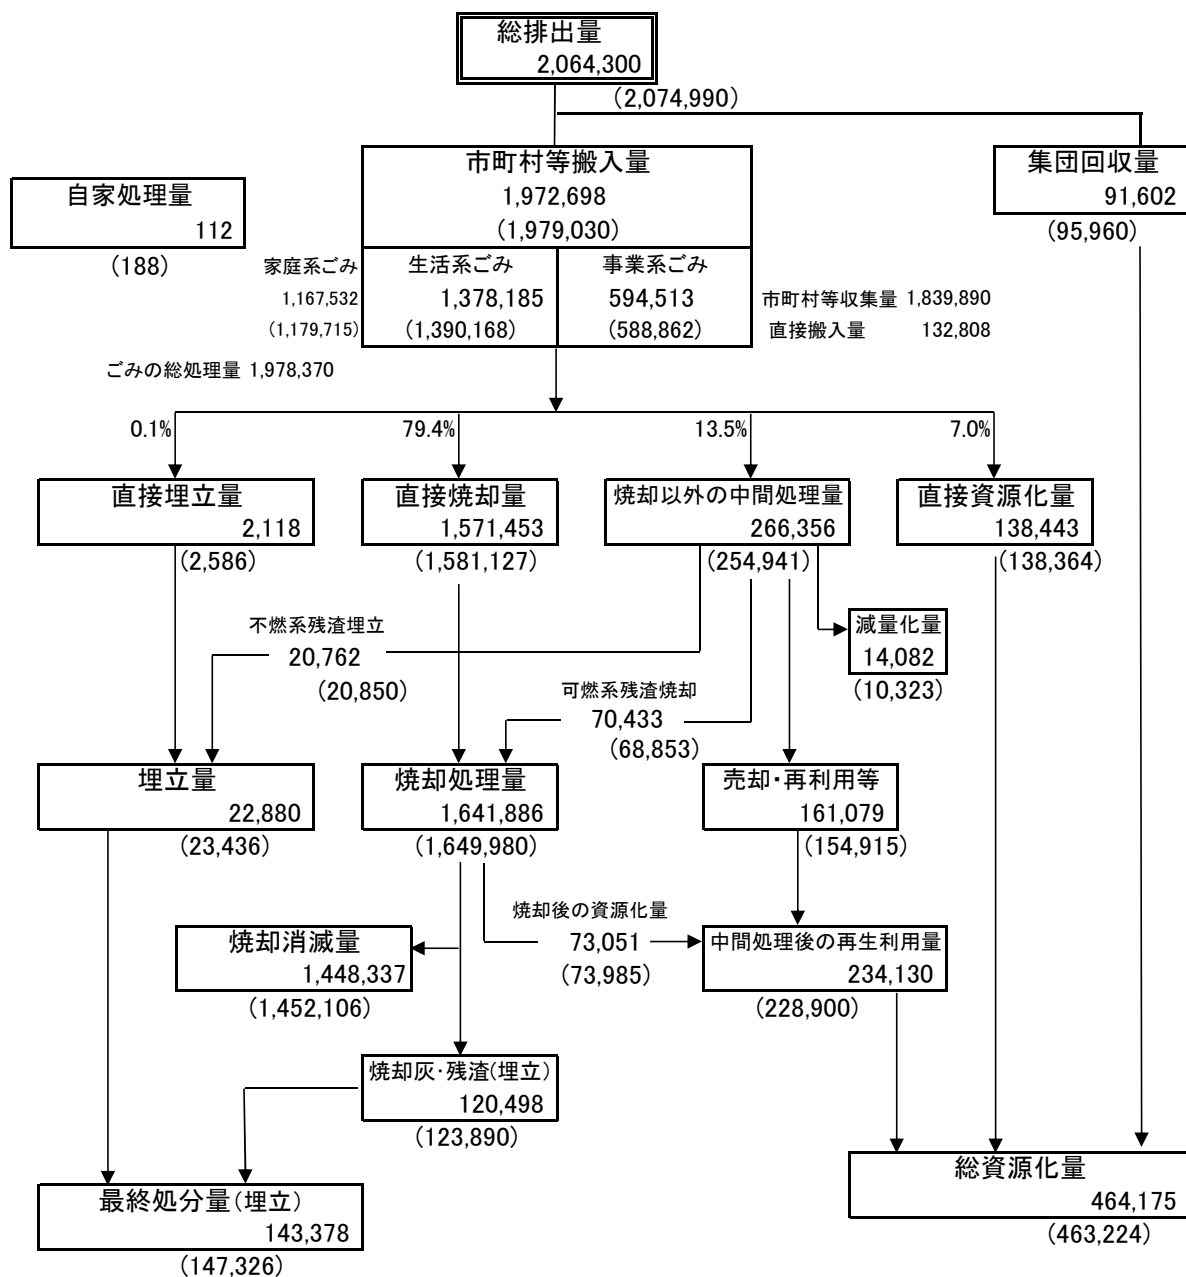 総排出量
2,064,300
(2,074,990)
市町村等搬入量
1,972,698
(1,979,030)
集団回収量
91,602
(95,960)
自家処理量
112
(188)
家庭系ごみ
1,167,532
(1,179,715)
生活系ごみ
1,378,185
(1,390,168)
事業系ごみ
594,513
(588,862)
市町村等収集量 1,839,890
直接搬入量 132,808
ごみの総処理量 1,978,370
0.1%
79.4%
13.5%
7.0%
直接埋立量
2,118
(2,586)
直接焼却量
1,571,453
(1,581,127)
焼却以外の中間処理量
266,356
(254,941)
直接資源化量
138,443
(138,364)
不燃系残渣埋立
20,762
(20,850)
減量化量
14,082
(10,323)
可燃系残渣焼却
70,433
(68,853)
埋立量
22,880
(23,436)
焼却処理量
1,641,886
(1,649,980)
売却・再利用等
161,079
(154,915)
焼却後の資源化量
73,051
(73,985)
焼却消滅量
1,448,337
(1,452,106)
中間処理後の再生利用量
234,130
(228,900)
焼却灰・残渣(埋立)
120,498
(123,890)
最終処分量(埋立)
143,378
(147,326)
総資源化量
464,175
(463,224)